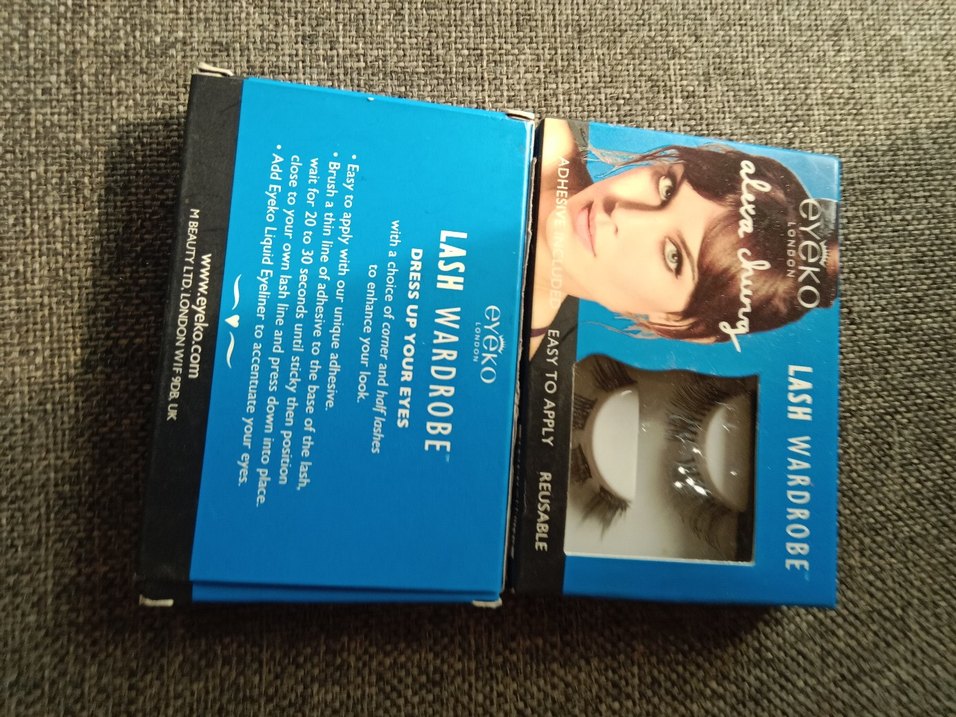 eyeko
LONDON
alexa chung
LASH WARDROBE™
ADHESIVE INCLUDED
EASY TO APPLY
REUSABLE
eyeko
LONDON
LASH WARDROBE™
DRESS UP YOUR EYES
with a choice of corner and half lashes
to enhance your look.
• Easy to apply with our unique adhesive.
• Brush a thin line of adhesive to the base of the lash,
wait for 20 to 30 seconds until sticky then position
close to your own lash line and press down into place.
• Add Eyeko Liquid Eyeliner to accentuate your eyes.
www.eyeko.com
M BEAUTY LTD, LONDON W1F 9DB, UK